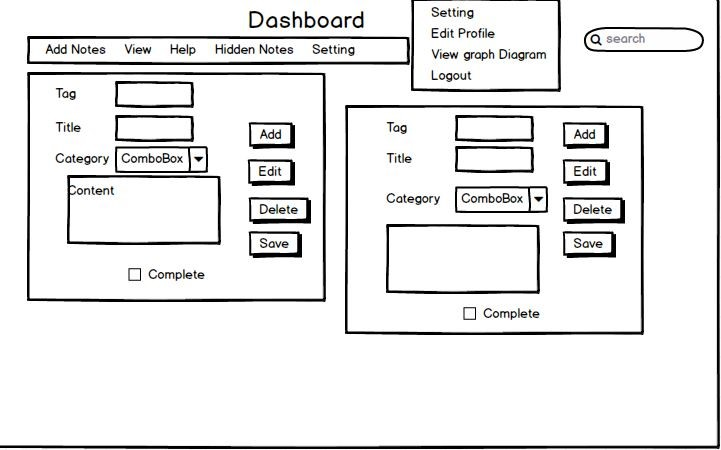 Dashboard
Add Notes View Help Hidden Notes Setting
Setting
Edit Profile
View graph Diagram
Logout
search
Tag
Title
Category ComboBox
Content
Add
Edit
Delete
Save
Complete
Tag
Title
Category ComboBox
Add
Edit
Delete
Save
Complete